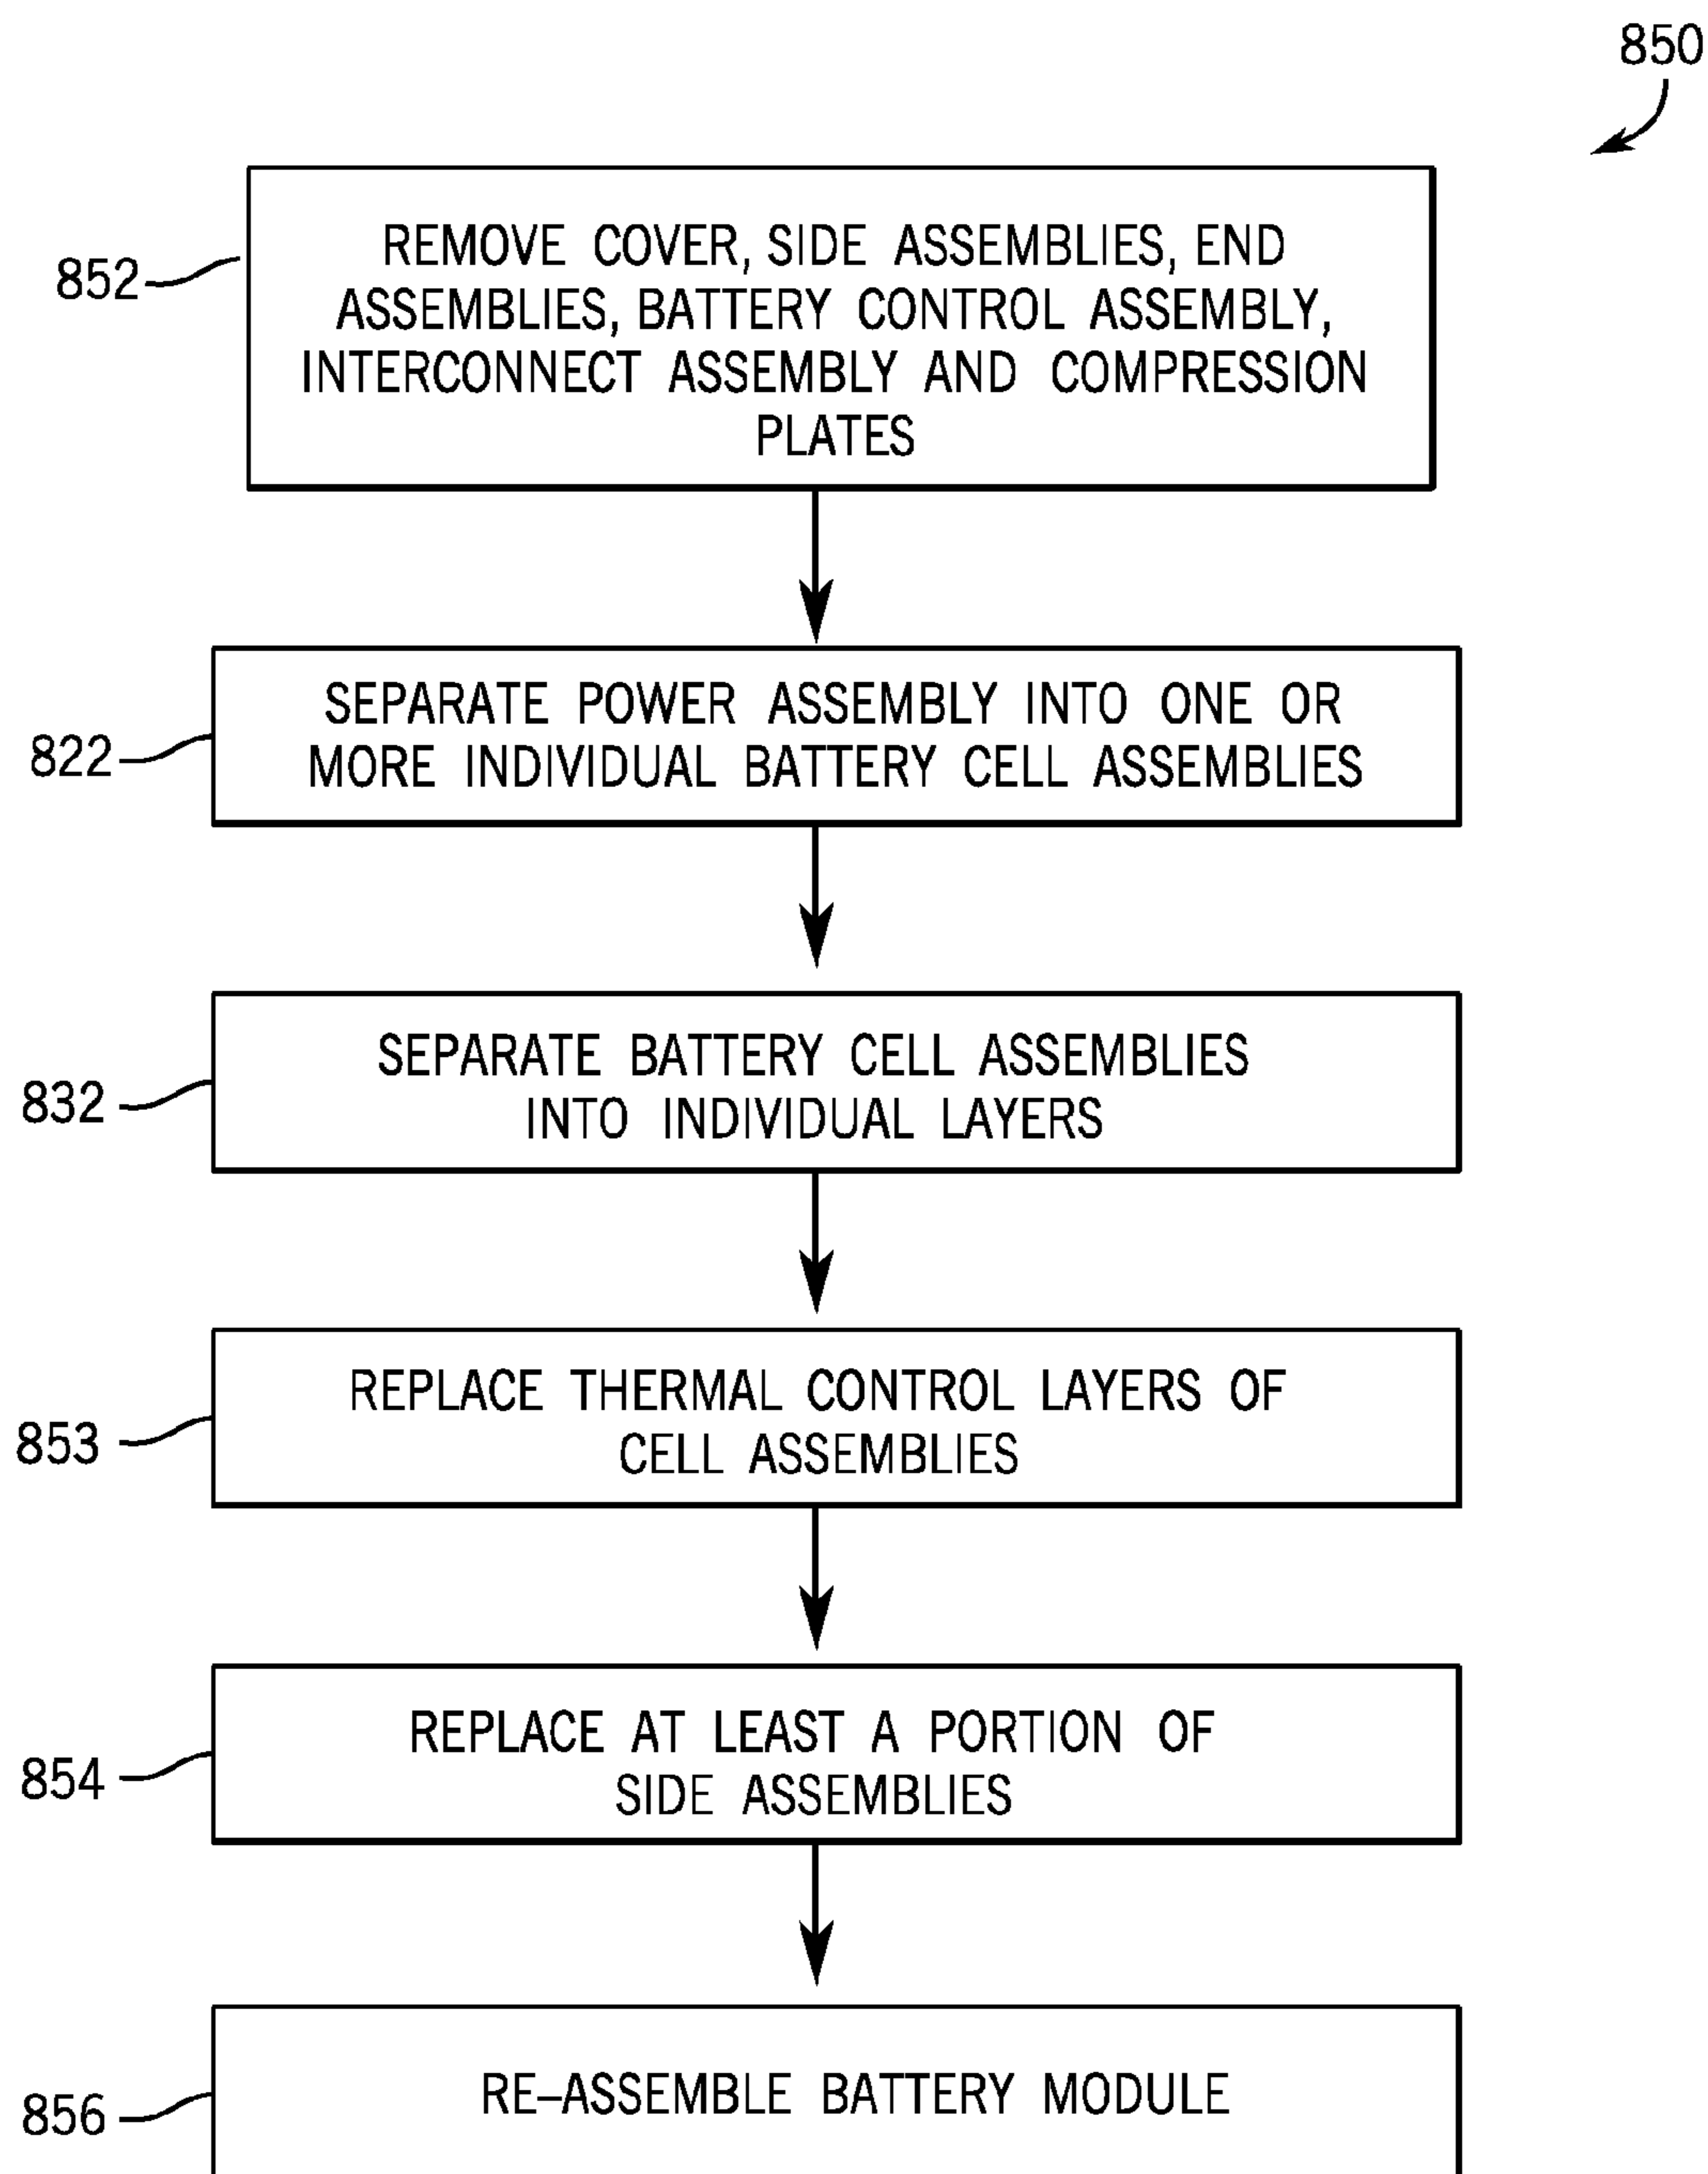 850
852
REMOVE COVER, SIDE ASSEMBLIES, END
ASSEMBLIES, BATTERY CONTROL ASSEMBLY,
INTERCONNECT ASSEMBLY AND COMPRESSION
PLATES
822
SEPARATE POWER ASSEMBLY INTO ONE OR
MORE INDIVIDUAL BATTERY CELL ASSEMBLIES
832
SEPARATE BATTERY CELL ASSEMBLIES
INTO INDIVIDUAL LAYERS
853
REPLACE THERMAL CONTROL LAYERS OF
CELL ASSEMBLIES
854
REPLACE AT LEAST A PORTION OF
SIDE ASSEMBLIES
856
RE–ASSEMBLE BATTERY MODULE